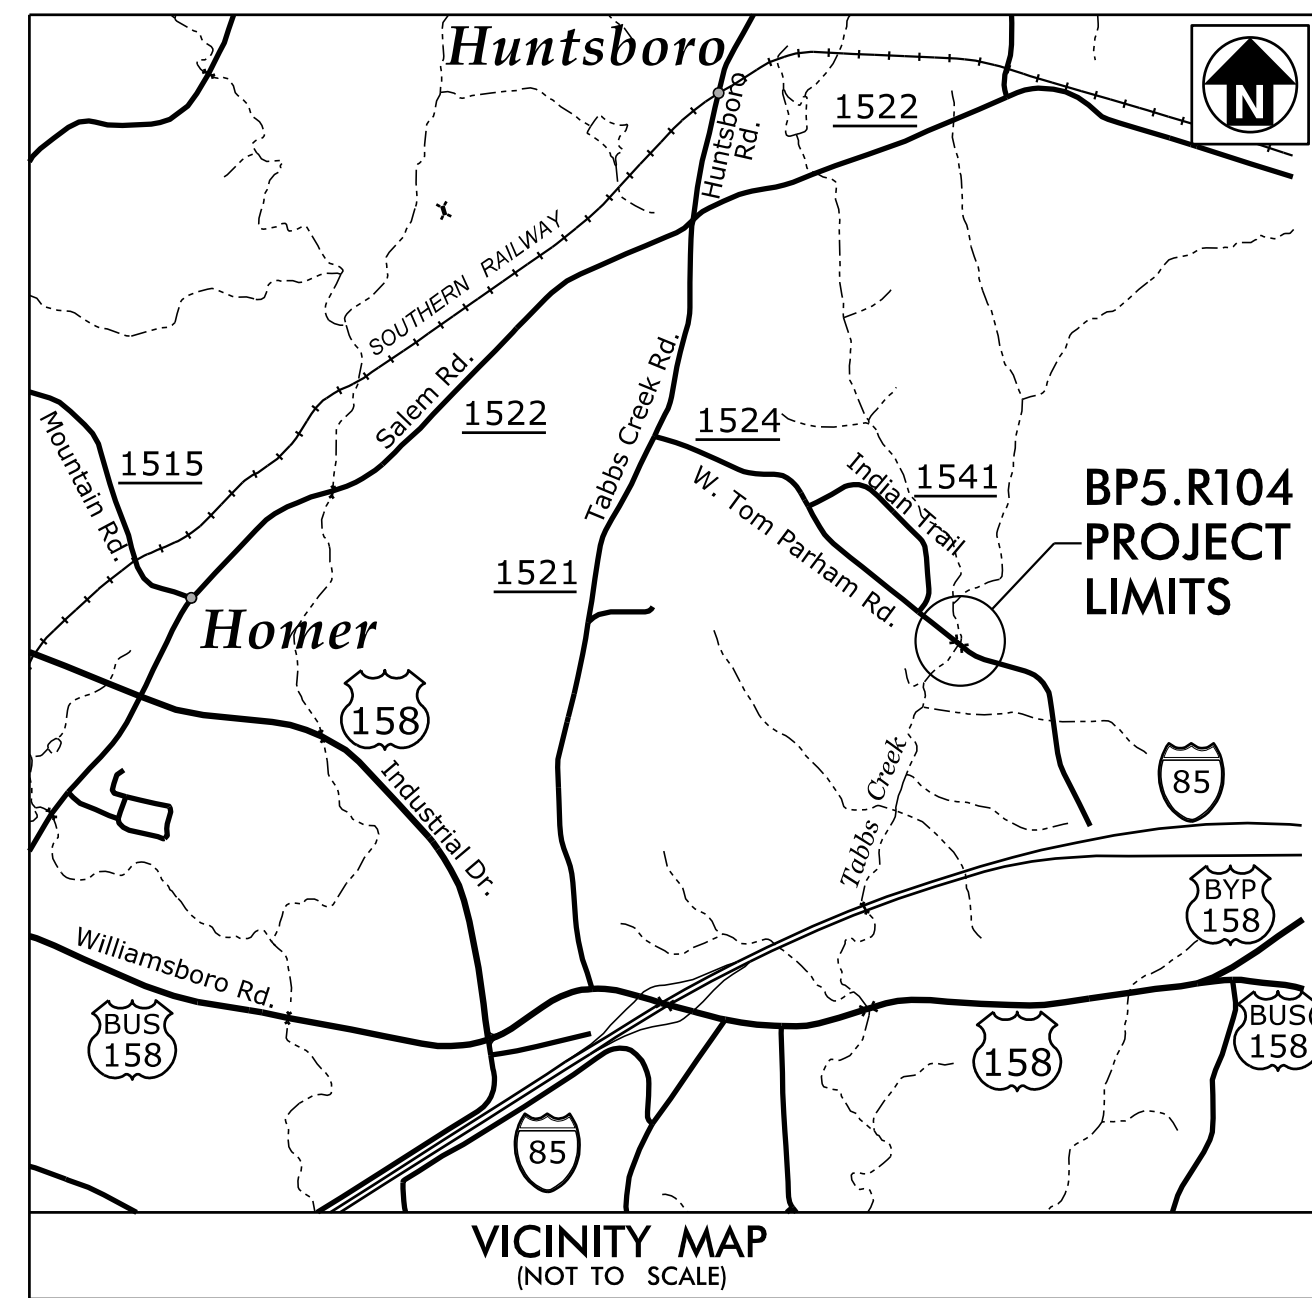 Huntsboro
N
1522
Huntsboro
Rd.
SOUTHERN RAILWAY
Salem Rd.
1522
Tabbs Creek Rd.
1524
Mountain Rd.
1515
W. Tom Parham Rd.
Indian Trail
1541
BP5.R104
PROJECT
LIMITS
1521
Homer
158
Industrial Dr.
Tabbs Creek
85
BYP
158
Williamsboro Rd.
BUS
158
158
BUS
158
85
VICINITY MAP
(NOT TO SCALE)